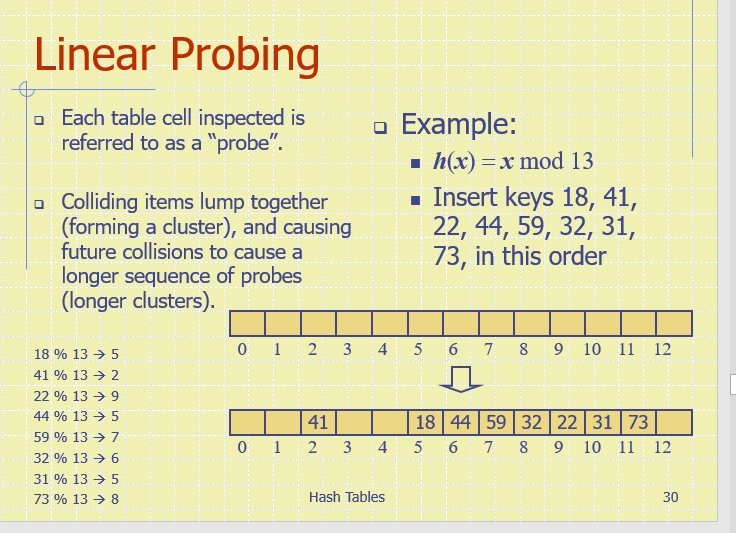 Linear Probing
Each table cell inspected is
referred to as a “probe”.
Colliding items lump together
(forming a cluster), and causing
future collisions to cause a
longer sequence of probes
(longer clusters).
Example:
h(x) = x mod 13
Insert keys 18, 41,
22, 44, 59, 32, 31,
73, in this order
0 1 2 3 4 5 6 7 8 9 10 11 12
41 18 44 59 32 22 31 73
0 1 2 3 4 5 6 7 8 9 10 11 12
18 % 13 → 5
41 % 13 → 2
22 % 13 → 9
44 % 13 → 5
59 % 13 → 7
32 % 13 → 6
31 % 13 → 5
73 % 13 → 8
Hash Tables
30